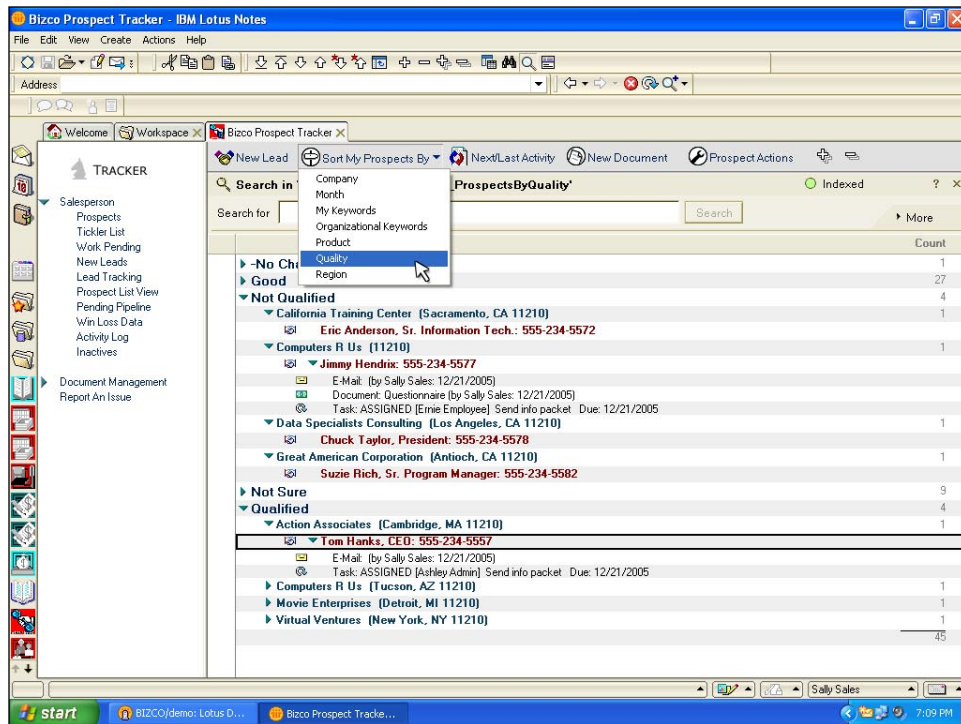 Bizco Prospect Tracker - IBM Lotus Notes
File Edit View Create Actions Help
Address
Welcome Workspace Bizco Prospect Tracker
TRACKER
Salesperson
Prospects
Tickler List
Work Pending
New Leads
Lead Tracking
Prospect List View
Pending Pipeline
Win Loss Data
Activity Log
Inactives
Document Management
Report An Issue
New Lead Sort My Prospects By Next/Last Activity New Document Prospect Actions
Company
Month
My Keywords
Organizational Keywords
Product
Quality
Region
Search in '_ProspectsByQuality' Indexed ?
Search for Search More
Count
-No Cha 1
Good 27
Not Qualified 4
California Training Center (Sacramento, CA 11210) 1
Eric Anderson, Sr. Information Tech.: 555-234-5572
Computers R Us (11210) 1
Jimmy Hendrix: 555-234-5577
E-Mail: (by Sally Sales: 12/21/2005)
Document: Questionnaire (by Sally Sales: 12/21/2005)
Task: ASSIGNED [Ernie Employee] Send info packet Due: 12/21/2005
Data Specialists Consulting (Los Angeles, CA 11210) 1
Chuck Taylor, President: 555-234-5578
Great American Corporation (Antioch, CA 11210) 1
Suzie Rich, Sr. Program Manager: 555-234-5582
Not Sure 9
Qualified 4
Action Associates (Cambridge, MA 11210) 1
Tom Hanks, CEO: 555-234-5557
E-Mail: (by Sally Sales: 12/21/2005)
Task: ASSIGNED [Ashley Admin] Send info packet Due: 12/21/2005
Computers R Us (Tucson, AZ 11210) 1
Movie Enterprises (Detroit, MI 11210) 1
Virtual Ventures (New York, NY 11210) 1
45
Sally Sales
start BIZCO/demo: Lotus D... Bizco Prospect Tracke... 7:09 PM